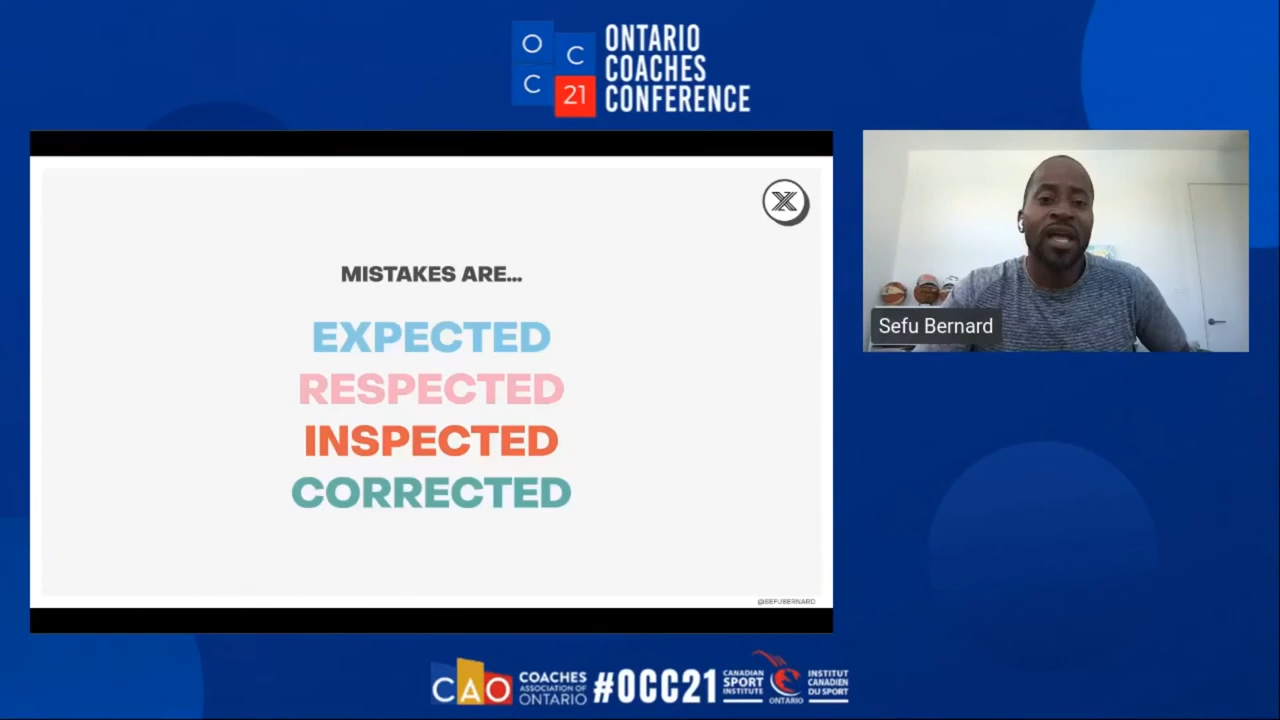 O
C
C
21
ONTARIO
COACHES
CONFERENCE
MISTAKES ARE...
EXPECTED
RESPECTED
INSPECTED
CORRECTED
@SEFUBERNARD
Sefu Bernard
CAO
COACHES
ASSOCIATION OF
ONTARIO
#OCC21
CANADIAN
SPORT
INSTITUTE
ONTARIO
INSTITUT
CANADIEN
DU SPORT